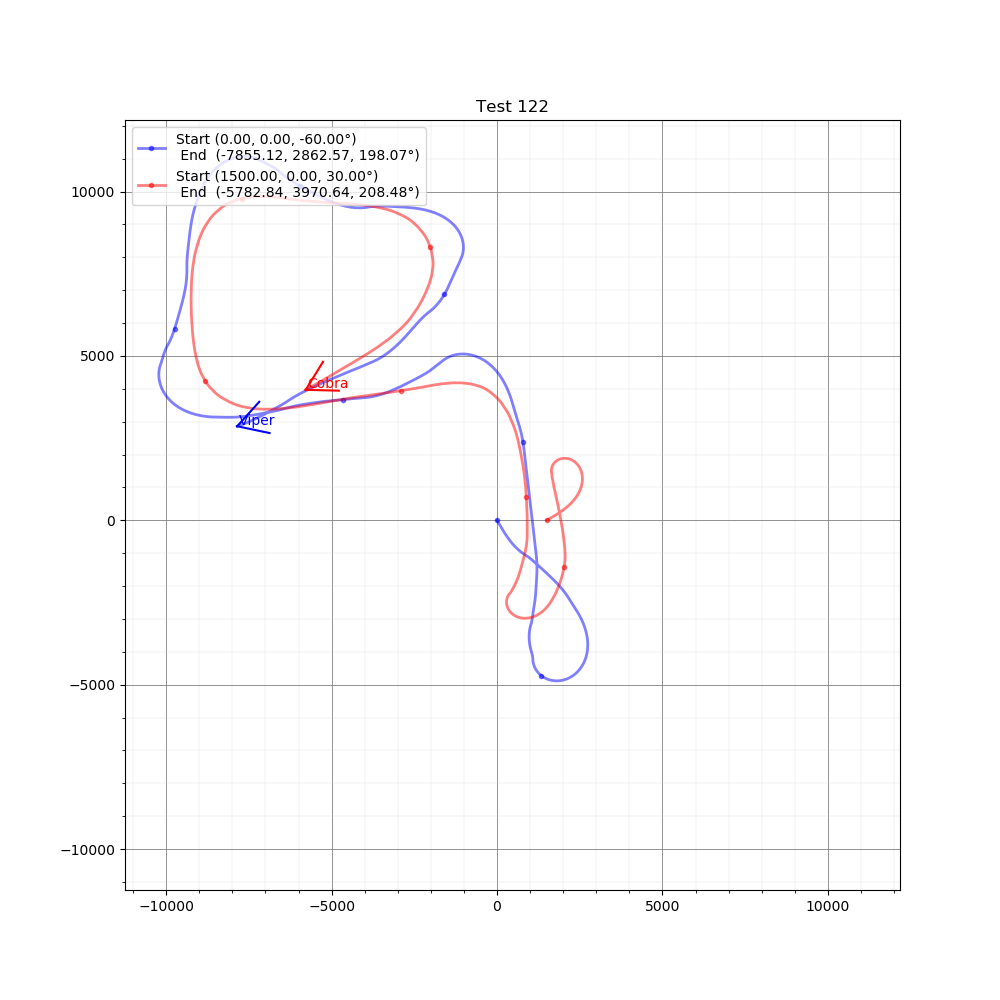 Test 122
Start (0.00, 0.00, -60.00°)
End  (-7855.12, 2862.57, 198.07°)
Start (1500.00, 0.00, 30.00°)
End  (-5782.84, 3970.64, 208.48°)
10000
5000
0
−5000
−10000
Cobra
Viper
−10000
−5000
0
5000
10000